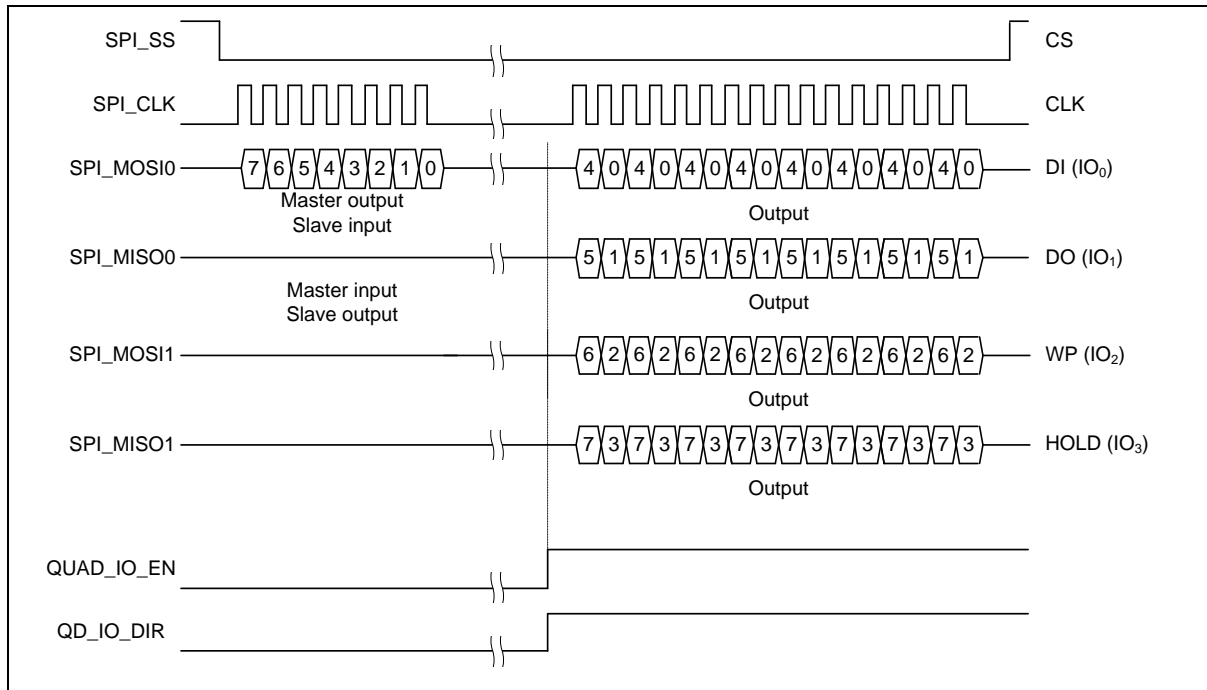 SPI_SS CS
SPI_CLK CLK
SPI_MOSI0 7 6 5 4 3 2 1 0 4 0 4 0 4 0 4 0 4 0 4 0 4 0 4 0 DI (IO₀)
Master output
Slave input
Output
SPI_MISO0 5 1 5 1 5 1 5 1 5 1 5 1 5 1 5 1 DO (IO₁)
Master input
Slave output
Output
SPI_MOSI1 6 2 6 2 6 2 6 2 6 2 6 2 6 2 6 2 WP (IO₂)
Output
SPI_MISO1 7 3 7 3 7 3 7 3 7 3 7 3 7 3 7 3 HOLD (IO₃)
Output
QUAD_IO_EN
QD_IO_DIR